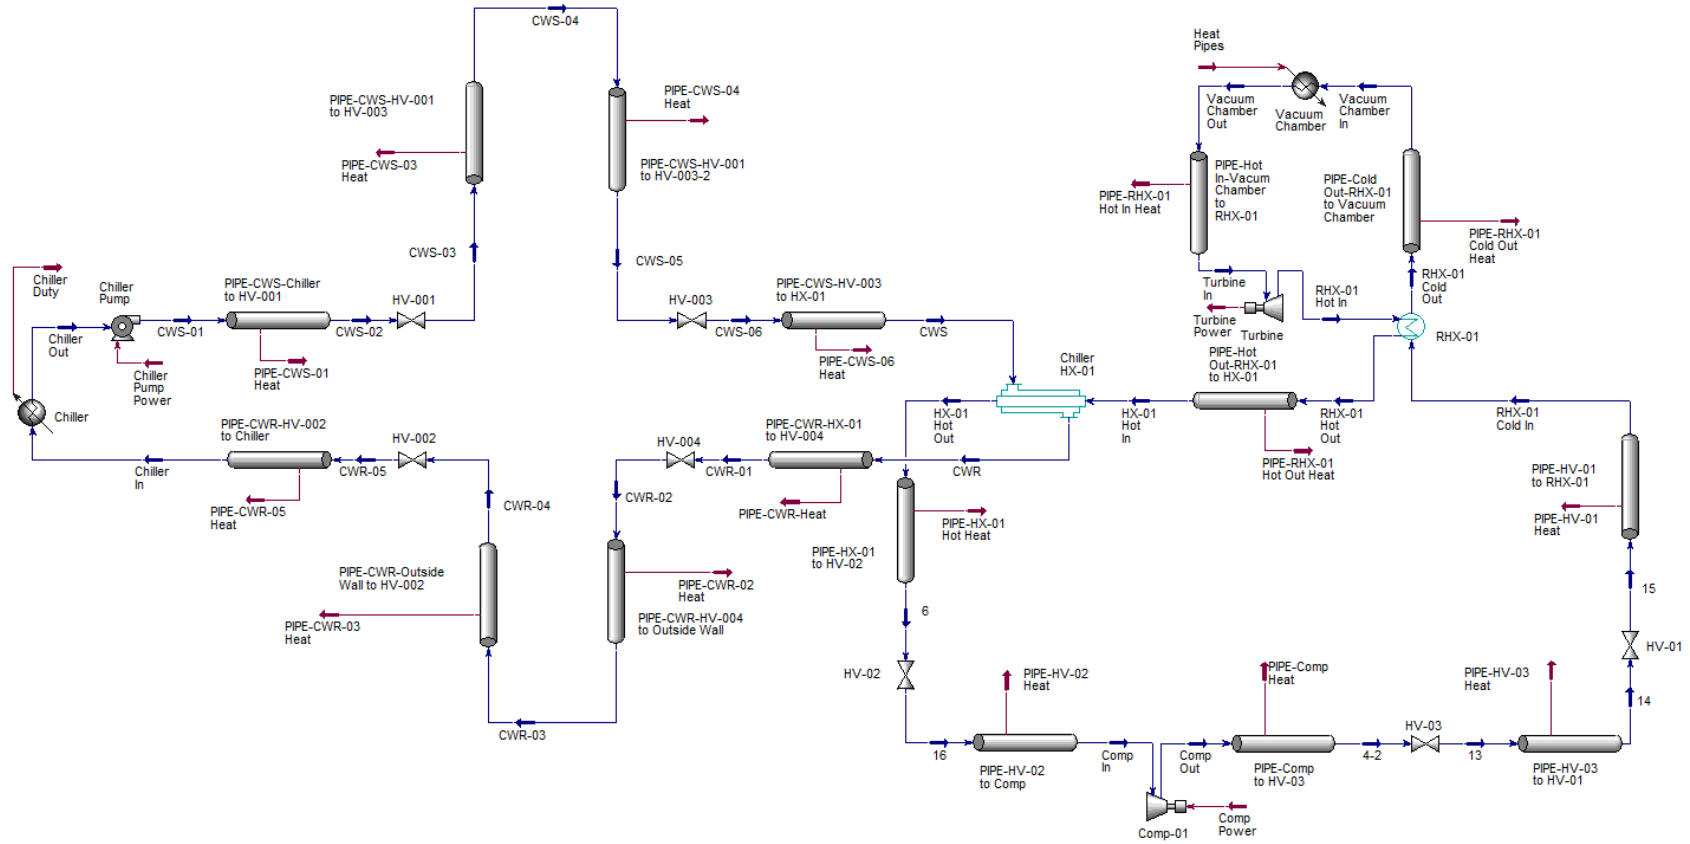 CWS-04
Heat
Pipes
PIPE-CWS-HV-001
to HV-003
PIPE-CWS-04
Heat
Vacuum
Chamber
Out
Vacuum
Chamber
Vacuum
Chamber
In
PIPE-CWS-03
Heat
PIPE-CWS-HV-001
to HV-003-2
PIPE-Hot
In-Vacum
Chamber
to
RHX-01
PIPE-RHX-01
Hot In Heat
PIPE-Cold
Out-RHX-01
to Vacuum
Chamber
PIPE-RHX-01
Cold Out
Heat
CWS-03
CWS-05
Chiller
Duty
Chiller
Pump
PIPE-CWS-Chiller
to HV-001
HV-001
HV-003
PIPE-CWS-HV-003
to HX-01
Turbine
In
RHX-01
Hot In
RHX-01
Cold
Out
Chiller
Out
CWS-01
CWS-02
CWS-06
CWS
Turbine
Power
Turbine
RHX-01
Chiller
Pump
Power
PIPE-CWS-01
Heat
PIPE-CWS-06
Heat
Chiller
HX-01
PIPE-Hot
Out-RHX-01
to HX-01
Chiller
PIPE-CWR-HV-002
to Chiller
HV-002
HV-004
PIPE-CWR-HX-01
to HV-004
HX-01
Hot
Out
HX-01
Hot
In
RHX-01
Hot
Out
RHX-01
Cold In
Chiller
In
CWR-05
CWR-01
CWR
PIPE-RHX-01
Hot Out Heat
PIPE-HV-01
to RHX-01
PIPE-CWR-05
Heat
CWR-04
CWR-02
PIPE-CWR-Heat
PIPE-HX-01
Hot Heat
PIPE-HV-01
Heat
PIPE-HX-01
to HV-02
PIPE-CWR-Outside
Wall to HV-002
PIPE-CWR-02
Heat
15
PIPE-CWR-03
Heat
PIPE-CWR-HV-004
to Outside Wall
6
HV-01
HV-02
PIPE-HV-02
Heat
PIPE-Comp
Heat
PIPE-HV-03
Heat
14
CWR-03
HV-03
16
Comp
In
Comp
Out
4-2
13
PIPE-HV-02
to Comp
PIPE-Comp
to HV-03
PIPE-HV-03
to HV-01
Comp-01
Comp
Power